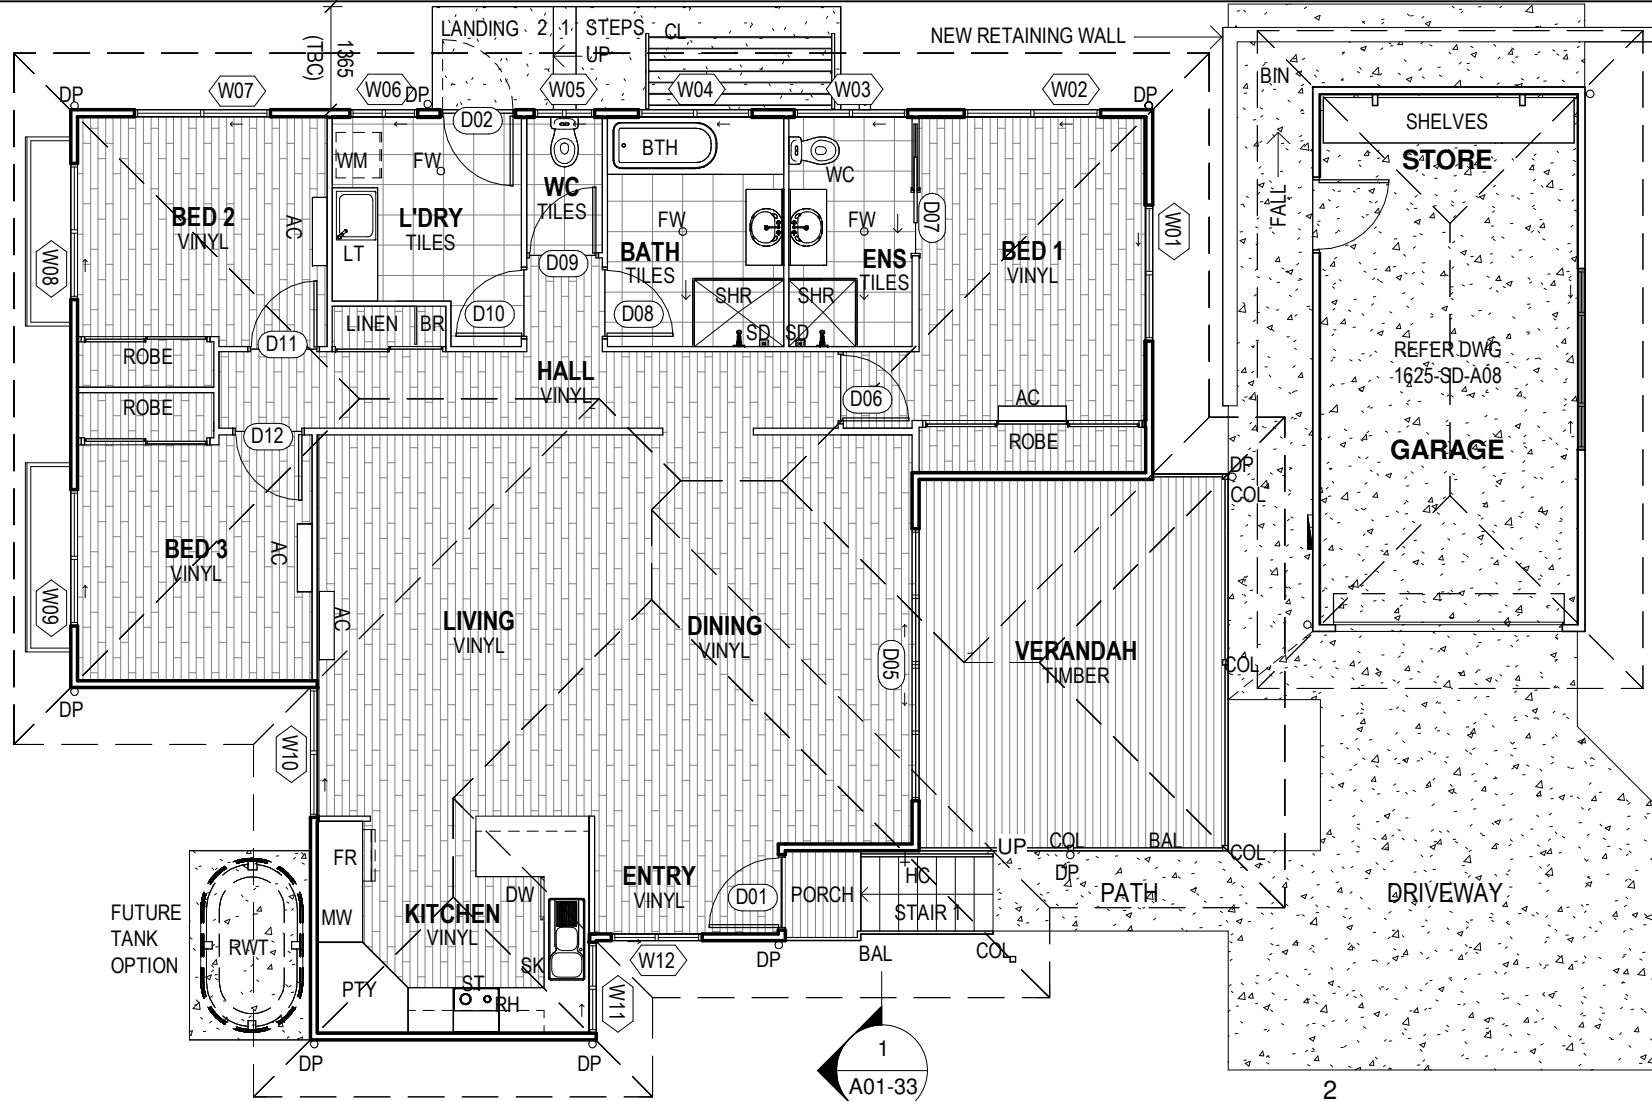 LANDING 2 1 STEPS
UP
CL
NEW RETAINING WALL
1365
(TBC)
BIN
DP
W07
W06
DP
W05
W04
W03
W02
DP
D02
SHELVES
STORE
WM
FW
BTH
WC
WC
TILES
BED 2
VINYL
AC
L'DRY
TILES
LT
FW
FW
D07
W01
FALL
BATH
TILES
ENS
TILES
BED 1
VINYL
W08
D09
SHR
SHR
LINEN
BR
D10
D08
SD
SD
D11
ROBE
REFER DWG
1625-SD-A08
HALL
VINYL
ROBE
D06
AC
D12
ROBE
GARAGE
DP
COL
BED 3
VINYL
AC
AC
W09
LIVING
VINYL
DINING
VINYL
D05
VERANDAH
TIMBER
COL
DP
W10
UP
COL
BAL
COL
DP
FR
HC
ENTRY
VINYL
D01
PORCH
STAIR 1
PATH
DRIVEWAY
DW
MW
KITCHEN
VINYL
FUTURE
TANK
OPTION
RWT
SK
W12
DP
BAL
COL
PTY
ST
RH
W11
DP
DP
1
A01-33
2